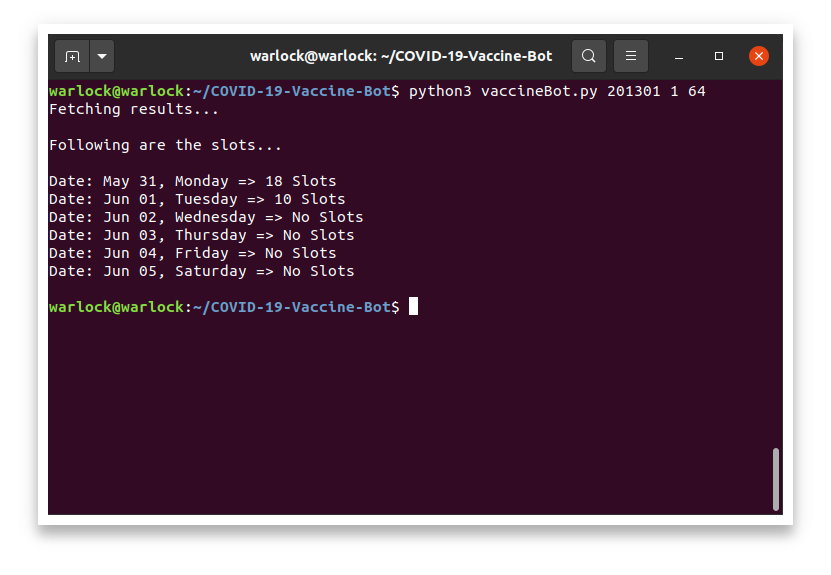 warlock@warlock: ~/COVID-19-Vaccine-Bot
warlock@warlock:~/COVID-19-Vaccine-Bot$ python3 vaccineBot.py 201301 1 64
Fetching results...
Following are the slots...
Date: May 31, Monday => 18 Slots
Date: Jun 01, Tuesday => 10 Slots
Date: Jun 02, Wednesday => No Slots
Date: Jun 03, Thursday => No Slots
Date: Jun 04, Friday => No Slots
Date: Jun 05, Saturday => No Slots
warlock@warlock:~/COVID-19-Vaccine-Bot$